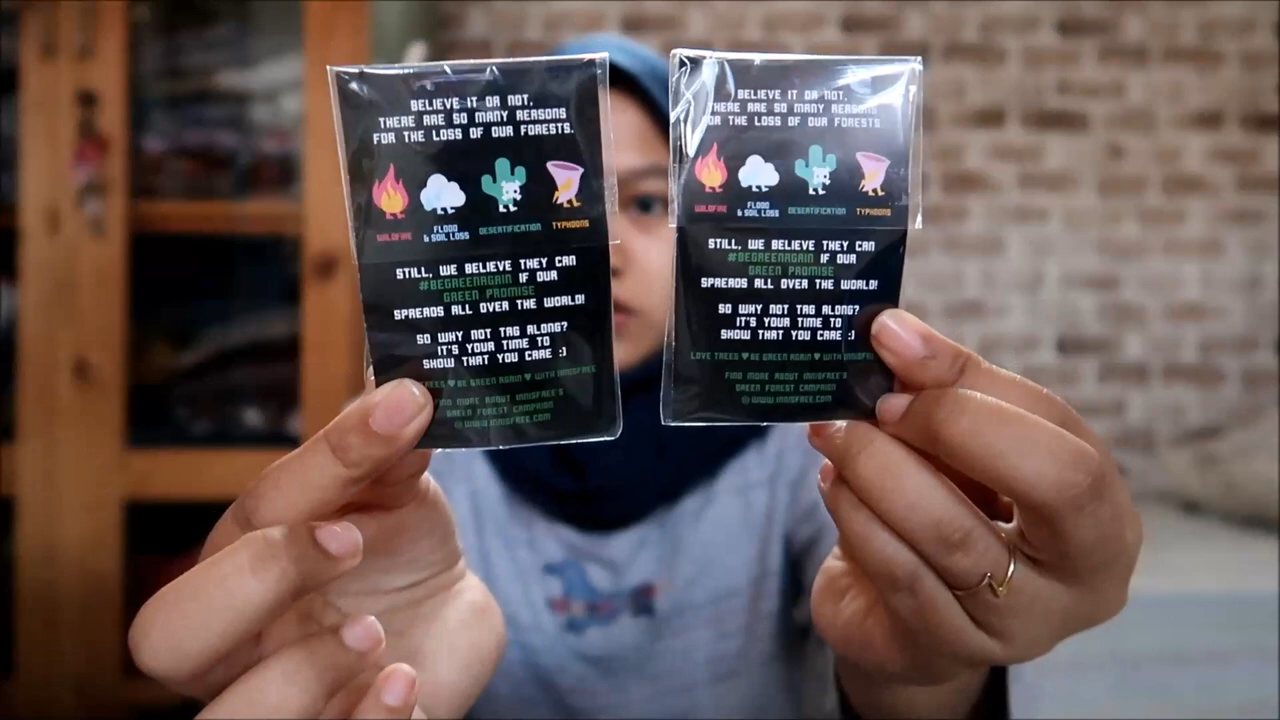 BELIEVE IT OR NOT,
THERE ARE SO MANY REASONS
FOR THE LOSS OF OUR FORESTS.
WILDFIRE
FLOOD
& SOIL LOSS
DESERTIFICATION
TYPHOONS
STILL, WE BELIEVE THEY CAN
#BEGREENAGAIN IF OUR
GREEN PROMISE
SPREADS ALL OVER THE WORLD!
SO WHY NOT TAG ALONG?
IT'S YOUR TIME TO
SHOW THAT YOU CARE :)
TREES ♥ BE GREEN AGAIN ♥ WITH INNISFREE
FIND MORE ABOUT INNISFREE'S
GREEN FOREST CAMPAIGN
@ WWW.INNISFREE.COM
BELIEVE IT OR NOT,
THERE ARE SO MANY REASONS
FOR THE LOSS OF OUR FORESTS
WILDFIRE
FLOOD
& SOIL LOSS
DESERTIFICATION
TYPHOONS
STILL, WE BELIEVE THEY CAN
#BEGREENAGAIN IF OUR
GREEN PROMISE
SPREADS ALL OVER THE WORLD!
SO WHY NOT TAG ALONG?
IT'S YOUR TIME TO
SHOW THAT YOU CARE :)
LOVE TREES ♥ BE GREEN AGAIN ♥ WITH INNISFREE
FIND MORE ABOUT INNISFREE'S
GREEN FOREST CAMPAIGN
@ WWW.INNISFREE.COM